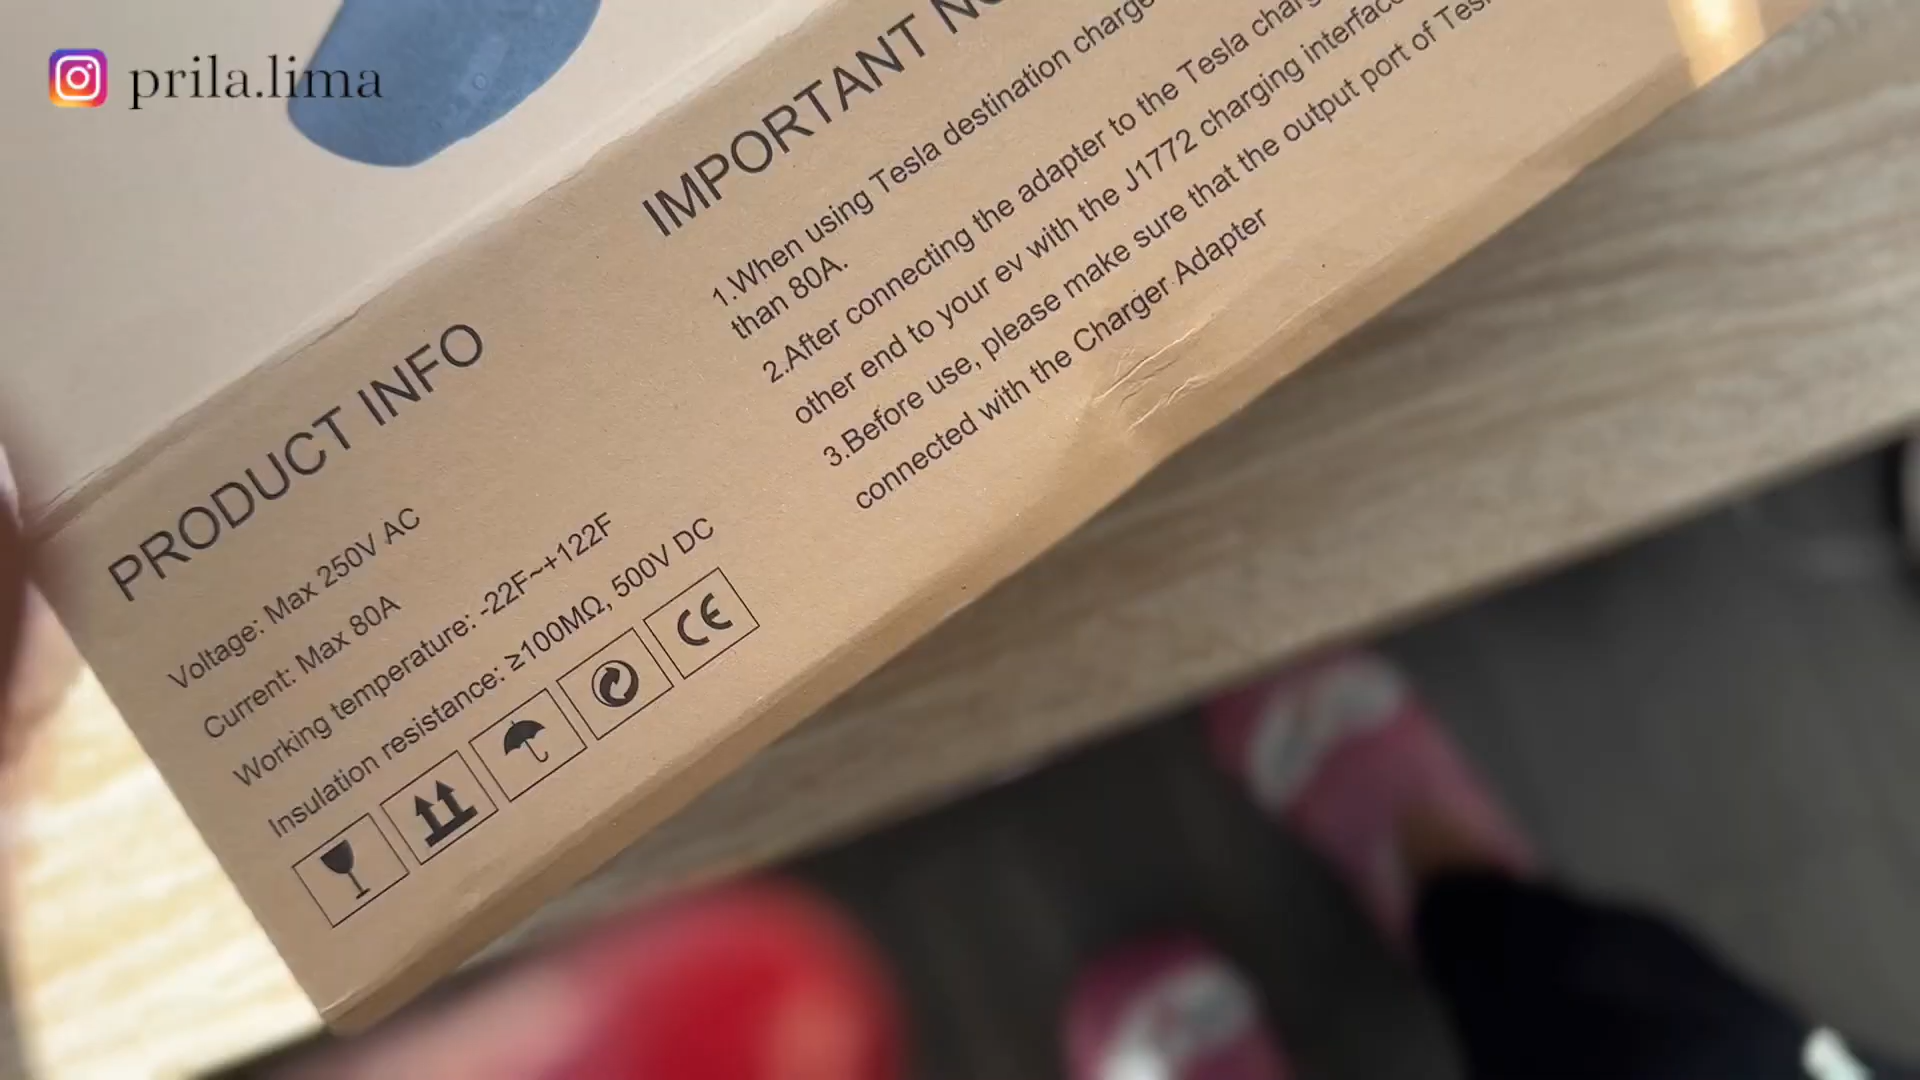 prila.lima
PRODUCT INFO
Voltage: Max 250V AC
Current: Max 80A
Working temperature: -22F~+122F
Insulation resistance: ≥100MΩ, 500V DC
CE
IMPORTANT
1.When using Tesla destination
than 80A.
2.After connecting the adapter to the Tesla
other end to your ev with the J1772 charging
3.Before use, please make sure that the output port of
connected with the Charger Adapter